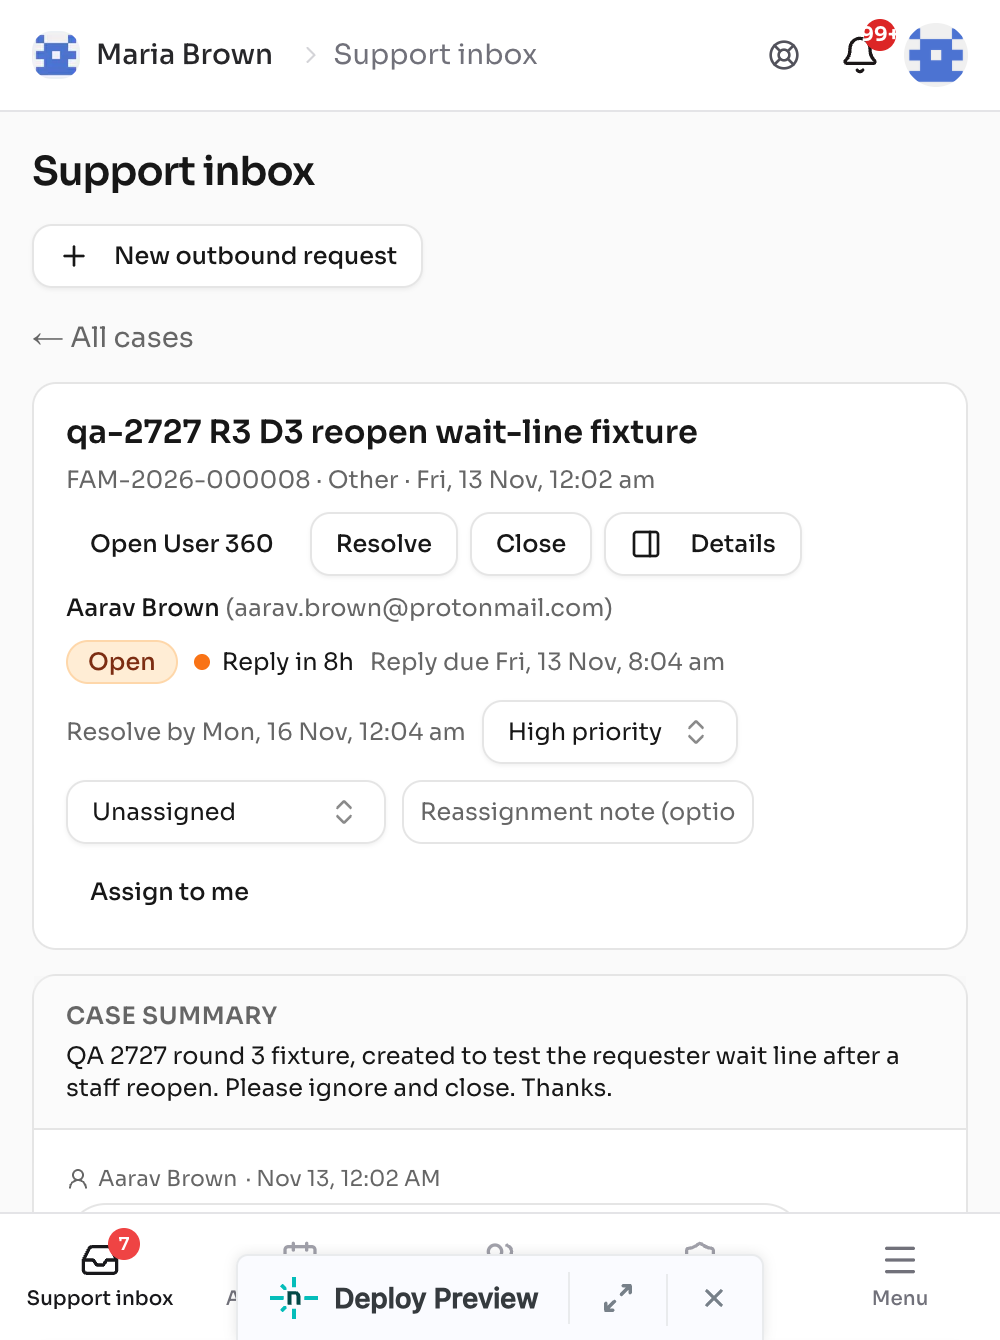 Maria Brown > Support inbox
99+
Support inbox
+ New outbound request
← All cases
qa-2727 R3 D3 reopen wait-line fixture
FAM-2026-000008 · Other · Fri, 13 Nov, 12:02 am
Open User 360 Resolve Close Details
Aarav Brown (aarav.brown@protonmail.com)
Open Reply in 8h Reply due Fri, 13 Nov, 8:04 am
Resolve by Mon, 16 Nov, 12:04 am High priority
Unassigned Reassignment note (optio
Assign to me
CASE SUMMARY
QA 2727 round 3 fixture, created to test the requester wait line after a
staff reopen. Please ignore and close. Thanks.
Aarav Brown · Nov 13, 12:02 AM
7
Support inbox
n Deploy Preview
Menu